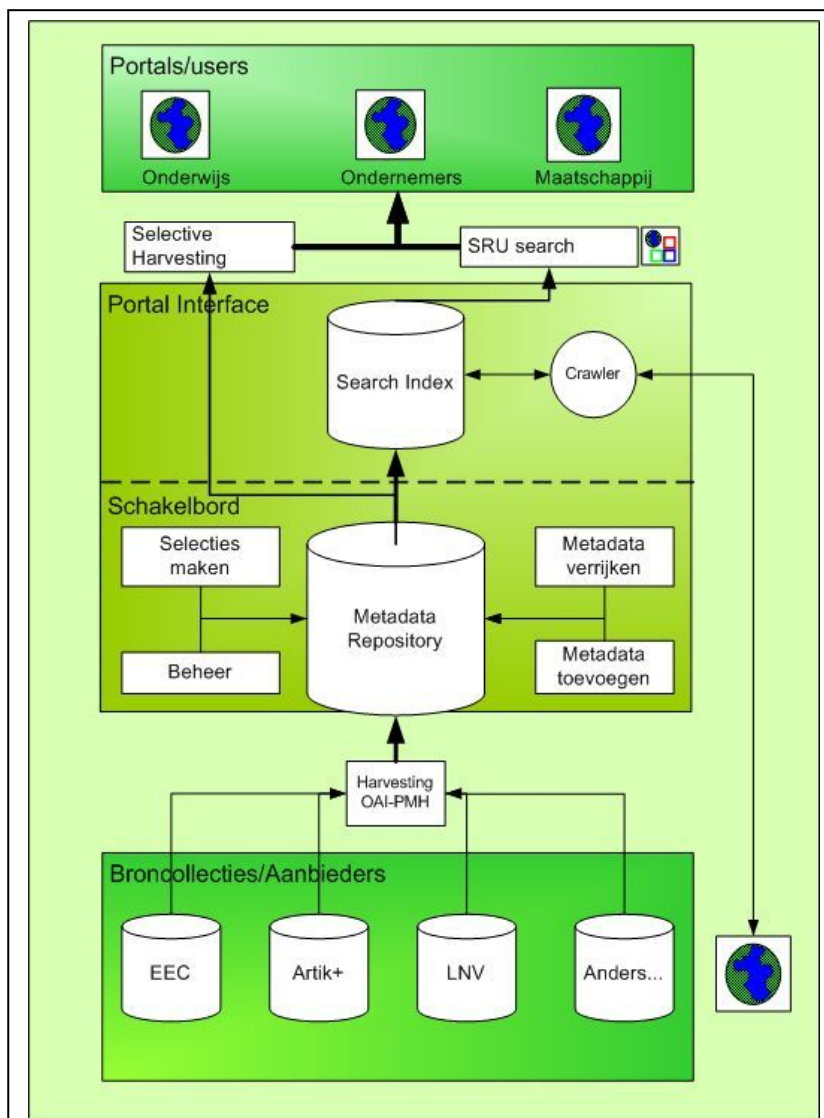 Portals/users
Onderwijs
Ondernemers
Maatschappij
Selective
Harvesting
SRU search
Portal Interface
Search Index
Crawler
Schakelbord
Selecties
maken
Beheer
Metadata
Repository
Metadata
verrijken
Metadata
toevoegen
Harvesting
OAI-PMH
Broncollecties/Aanbieders
EEC
Artik+
LNV
Anders...